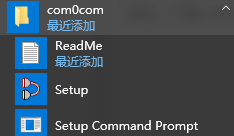 com0com
最近添加
ReadMe
最近添加
Setup
Setup Command Prompt